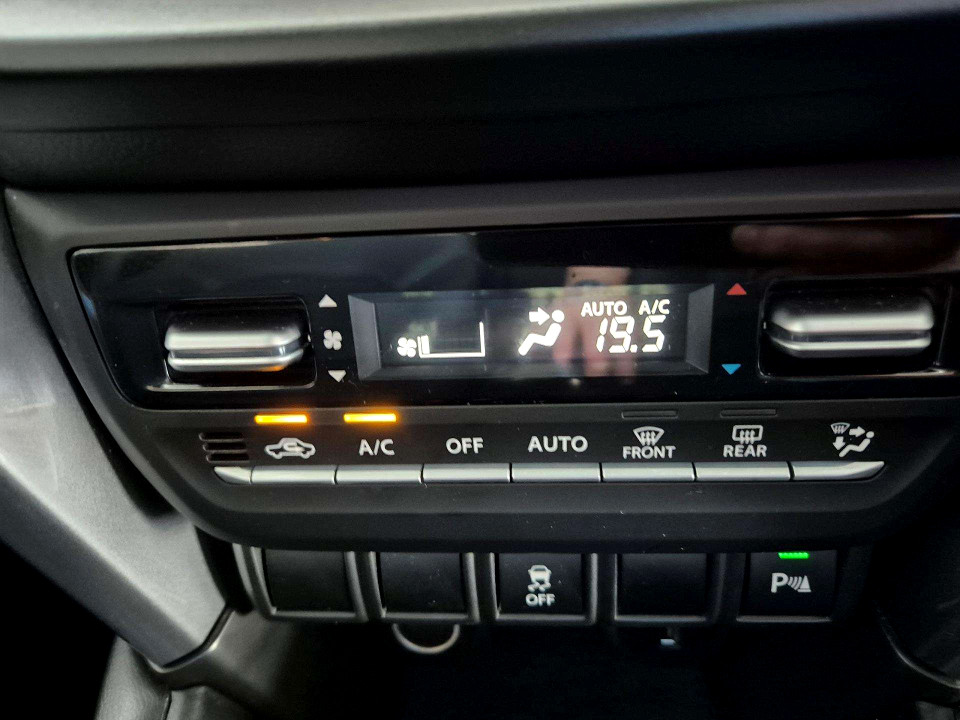 AUTO A/C
19.5
A/C OFF AUTO FRONT REAR
OFF P